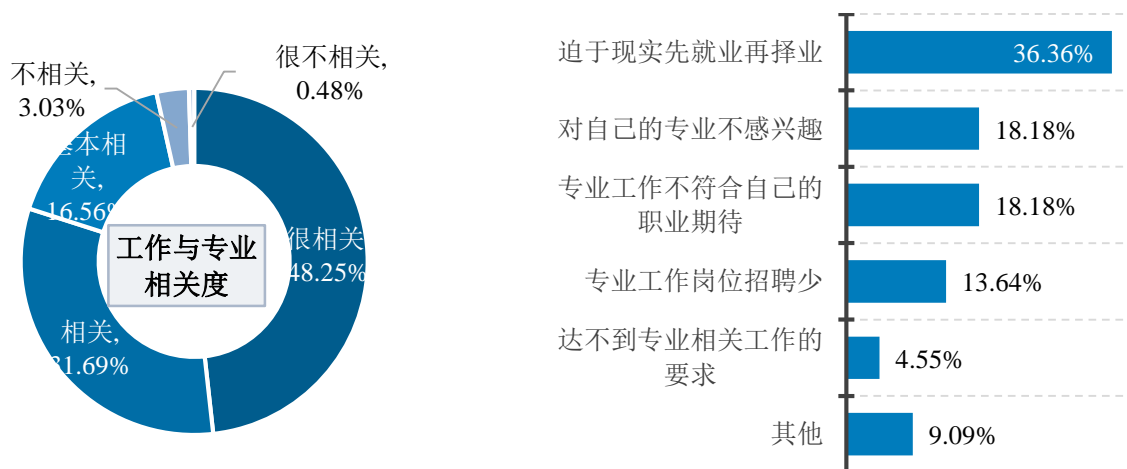 很不相关,
0.48%
不相关,
3.03%
基本相
关,
16.56%
很相关
48.25%
工作与专业
相关度
相关,
31.69%
迫于现实先就业再择业
36.36%
对自己的专业不感兴趣
18.18%
专业工作不符合自己的
职业期待
18.18%
专业工作岗位招聘少
13.64%
达不到专业相关工作的
要求
4.55%
其他
9.09%